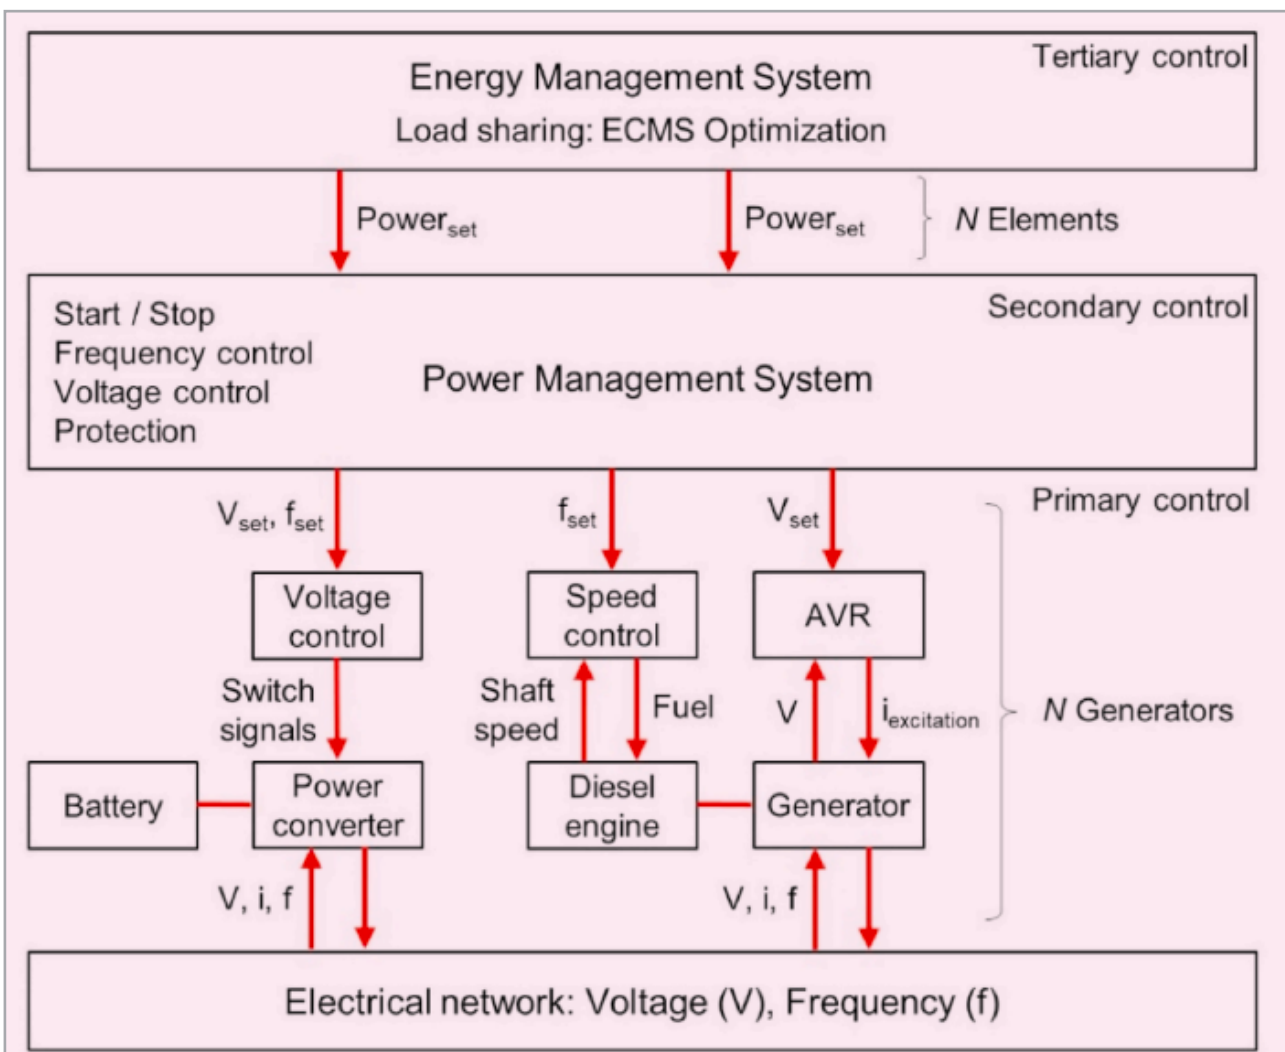 Tertiary control
Energy Management System
Load sharing: ECMS Optimization
Power_set
Power_set
N Elements
Secondary control
Start / Stop
Frequency control
Voltage control
Protection
Power Management System
Primary control
V_set, f_set
f_set
V_set
Voltage
control
Speed
control
AVR
Switch
signals
Shaft
speed
Fuel
V
i_excitation
N Generators
Battery
Power
converter
Diesel
engine
Generator
V, i, f
V, i, f
Electrical network: Voltage (V), Frequency (f)